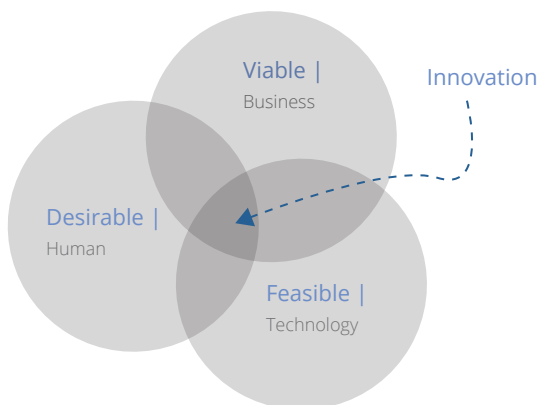 Viable |
Business
Innovation
Desirable |
Human
Feasible |
Technology